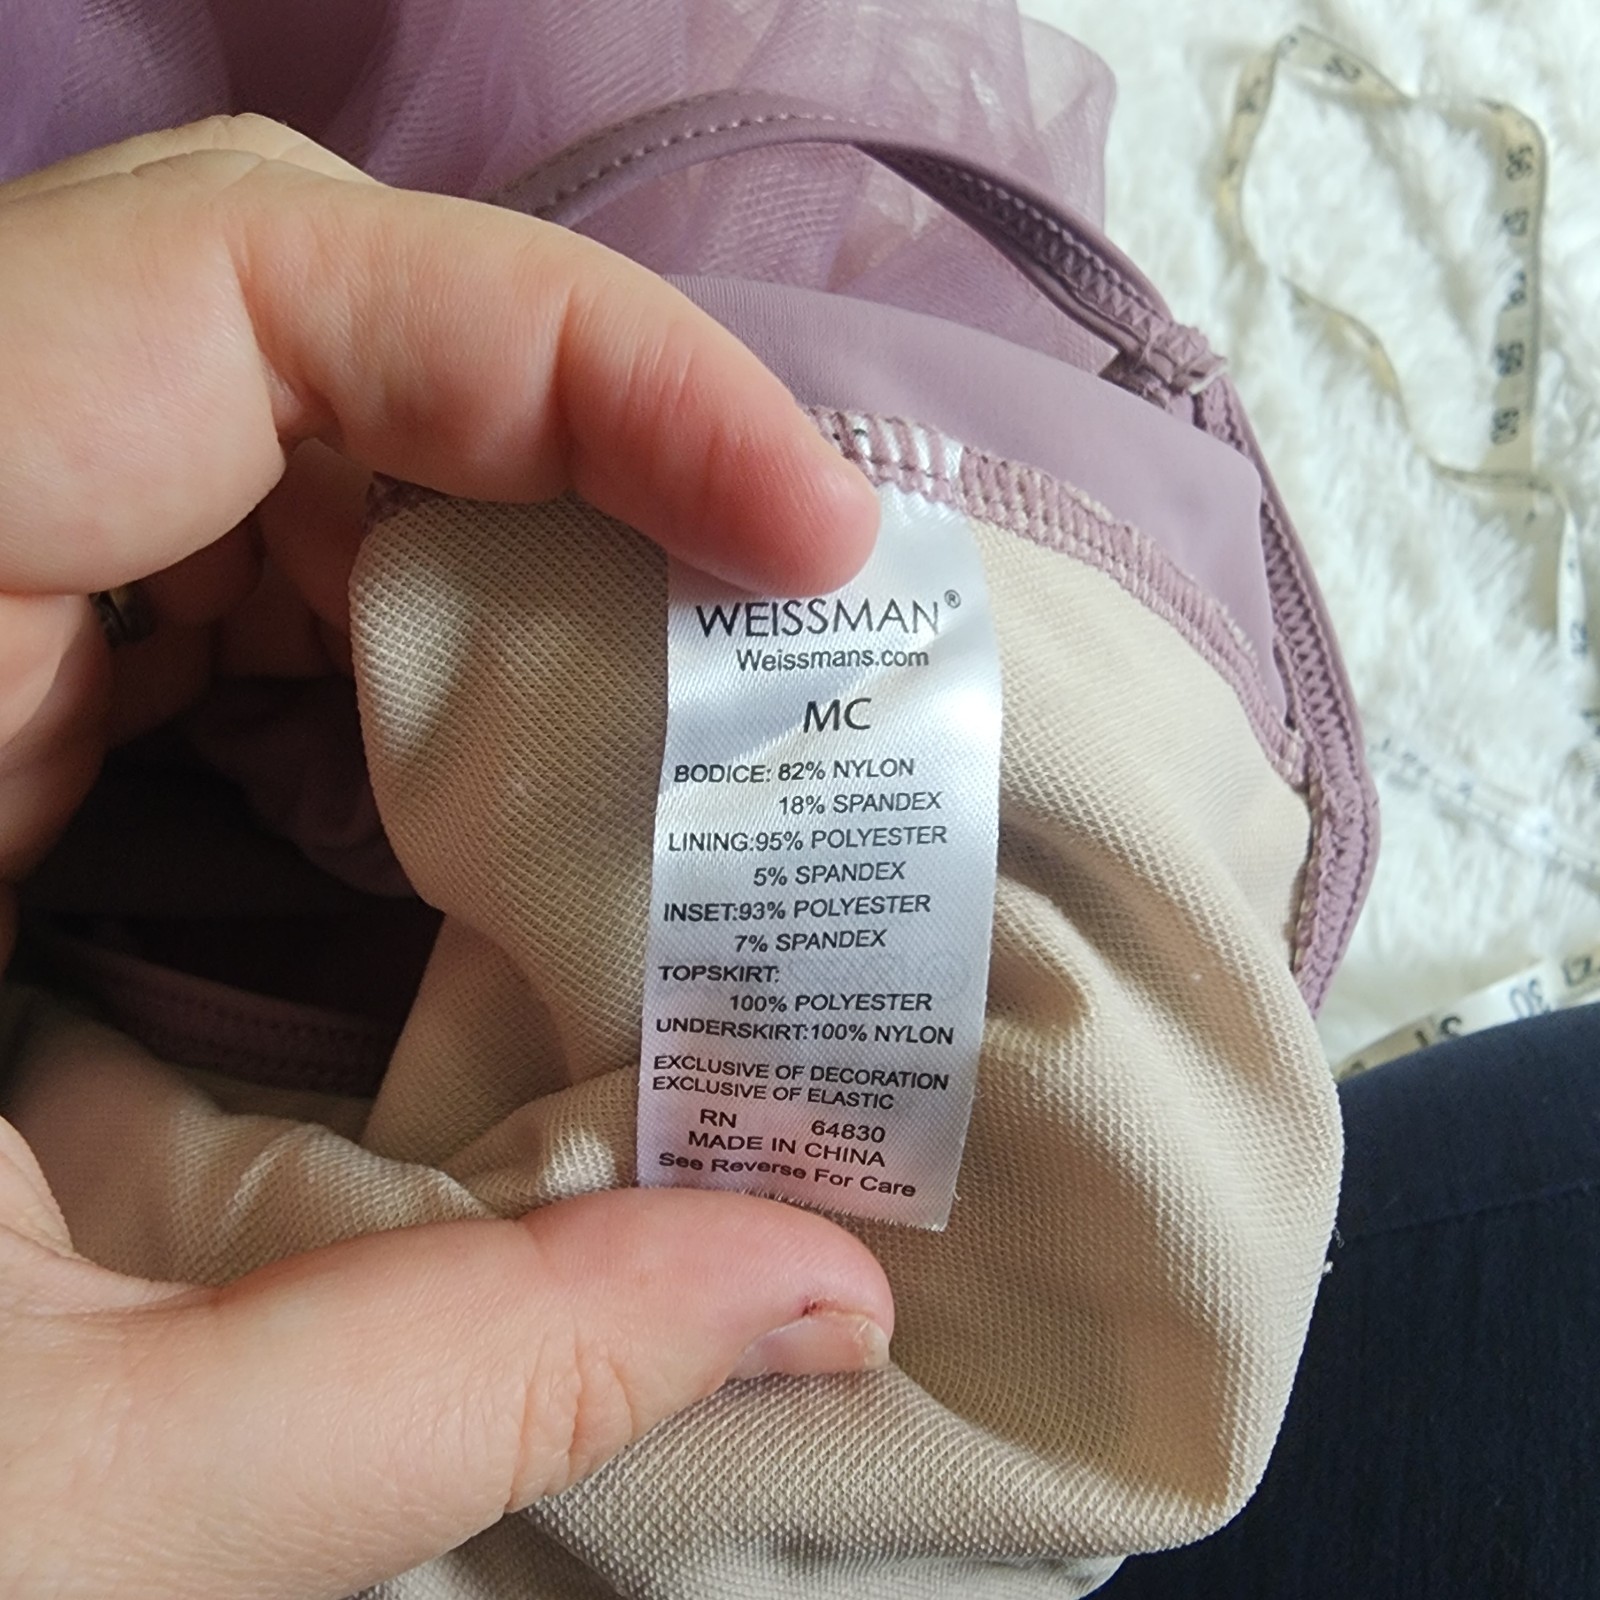 WEISSMAN®
Weissmans.com
MC
BODICE: 82% NYLON
18% SPANDEX
LINING:95% POLYESTER
5% SPANDEX
INSET:93% POLYESTER
7% SPANDEX
TOPSKIRT:
100% POLYESTER
UNDERSKIRT:100% NYLON
EXCLUSIVE OF DECORATION
EXCLUSIVE OF ELASTIC
RN 64830
MADE IN CHINA
See Reverse For Care